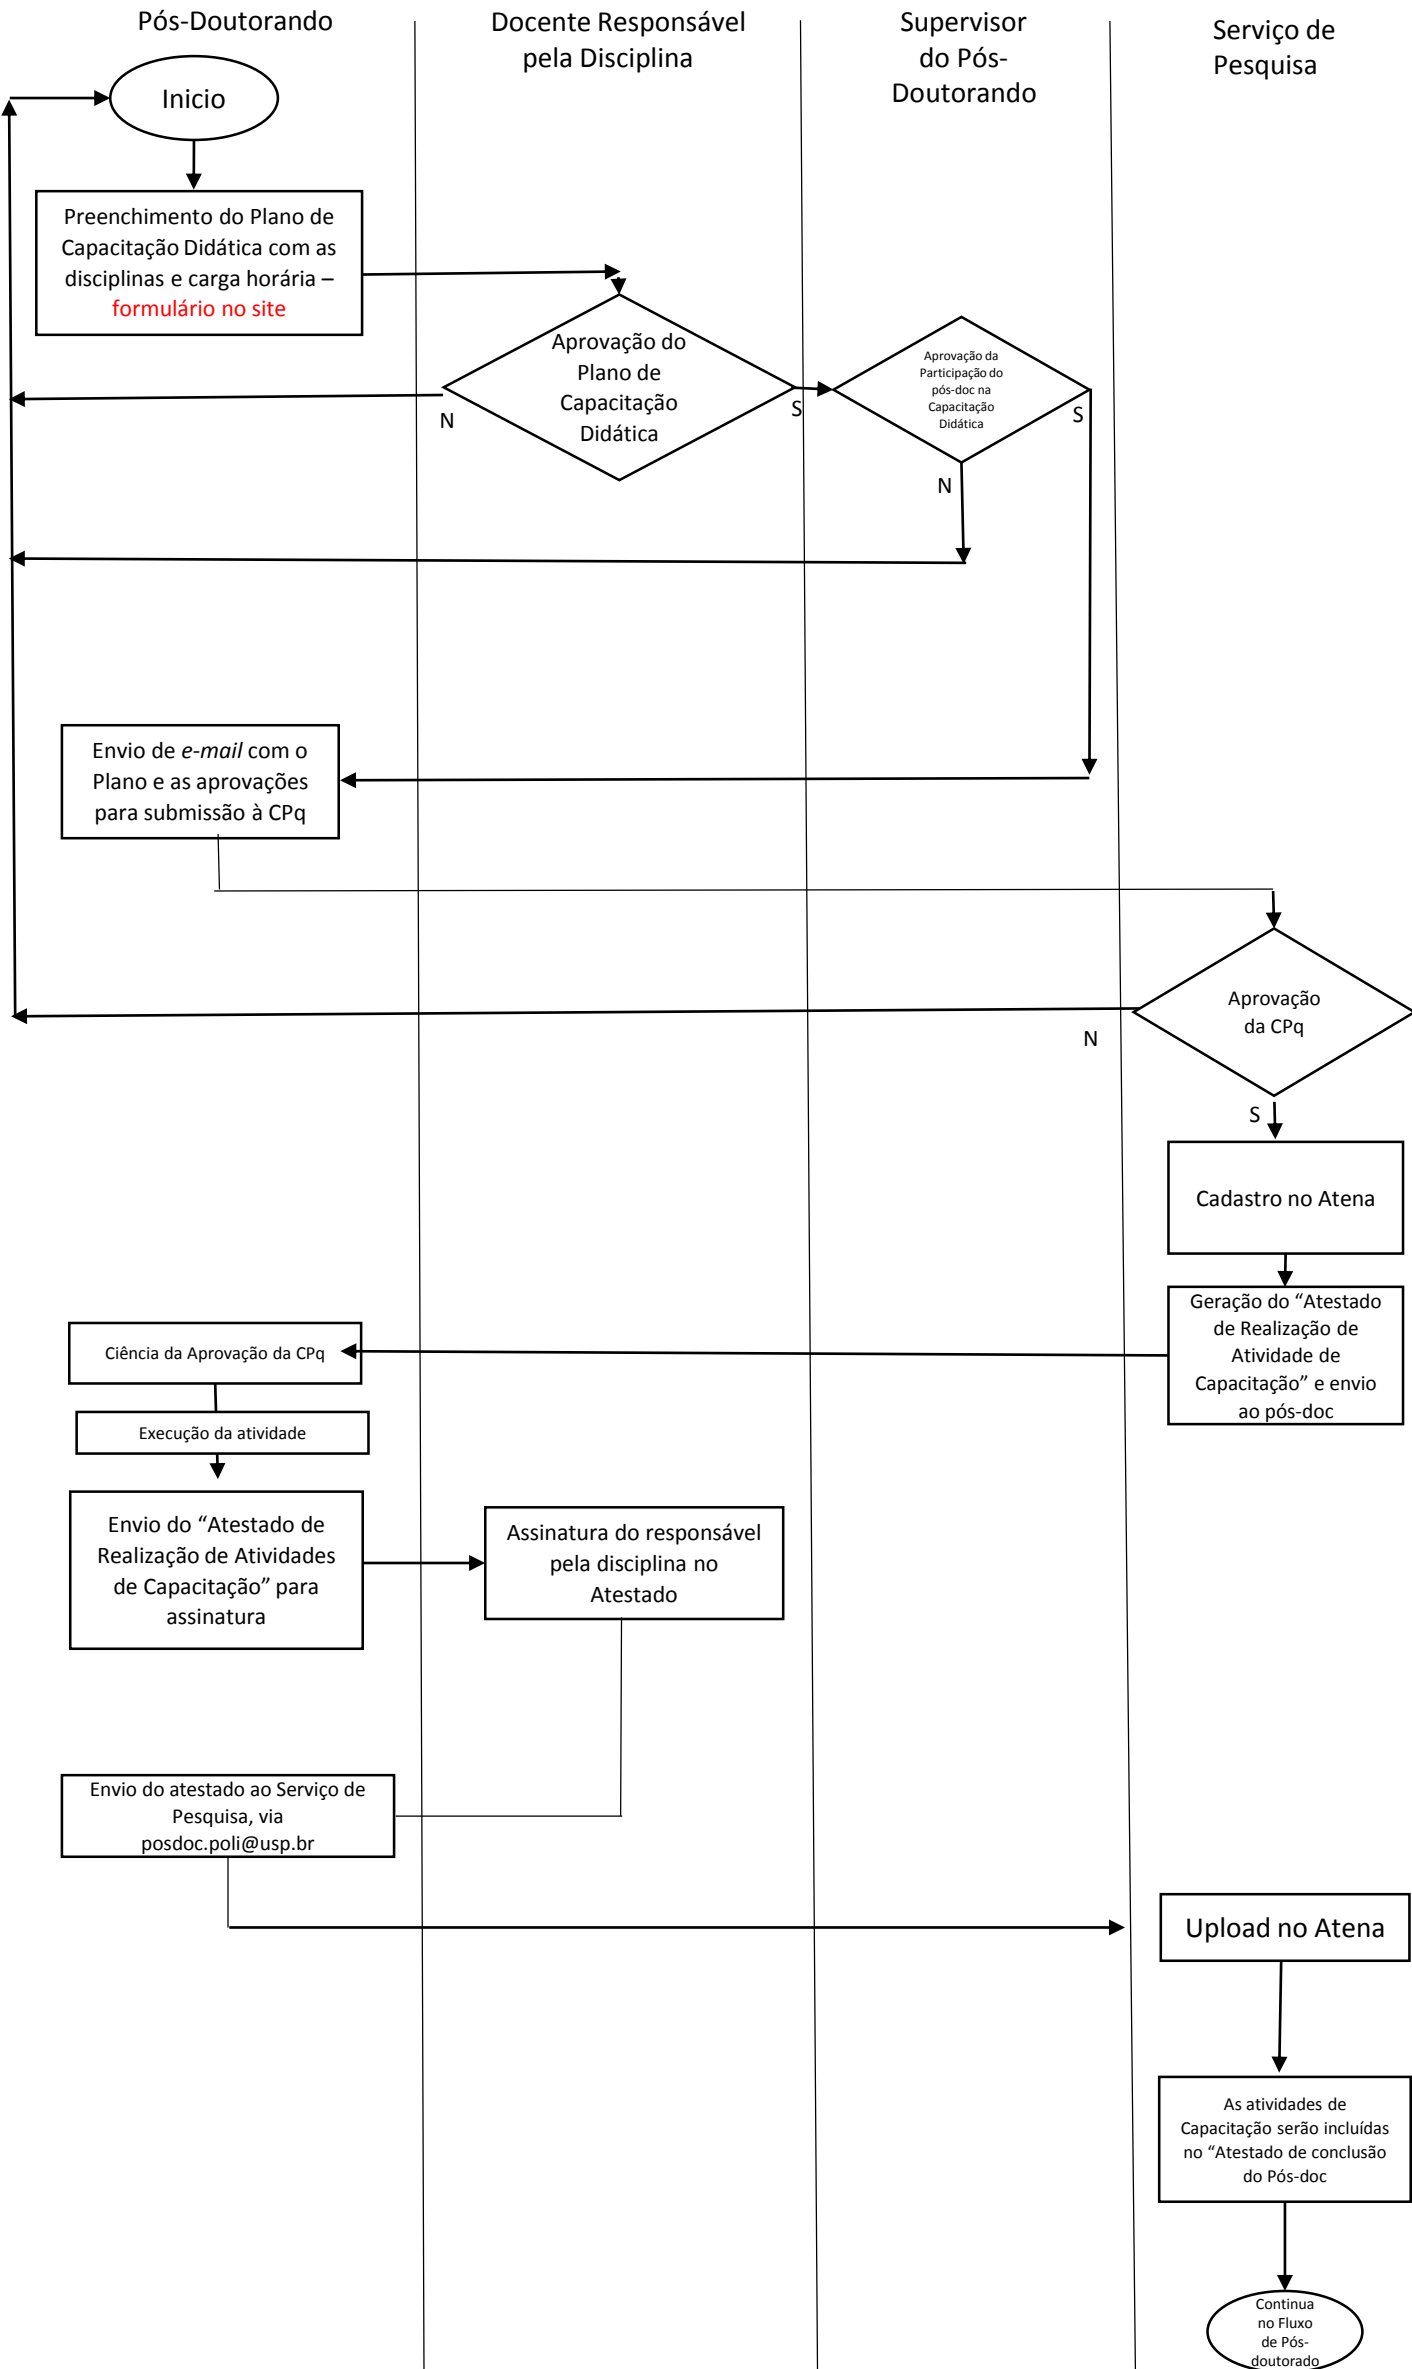 Pós-Doutorando
Docente Responsável
pela Disciplina
Supervisor
do Pós-
Doutorando
Serviço de
Pesquisa
Inicio
Preenchimento do Plano de
Capacitação Didática com as
disciplinas e carga horária –
formulário no site
Aprovação do
Plano de
Capacitação
Didática
N
S
Aprovação da
Participação do
pós-doc na
Capacitação
Didática
S
N
Envio de e-mail com o
Plano e as aprovações
para submissão à CPq
Aprovação
da CPq
N
S
Cadastro no Atena
Geração do “Atestado
de Realização de
Atividade de
Capacitação” e envio
ao pós-doc
Ciência da Aprovação da CPq
Execução da atividade
Envio do “Atestado de
Realização de Atividades
de Capacitação” para
assinatura
Assinatura do responsável
pela disciplina no
Atestado
Envio do atestado ao Serviço de
Pesquisa, via
posdoc.poli@usp.br
Upload no Atena
As atividades de
Capacitação serão incluídas
no “Atestado de conclusão
do Pós-doc
Continua
no Fluxo
de Pós-
doutorado